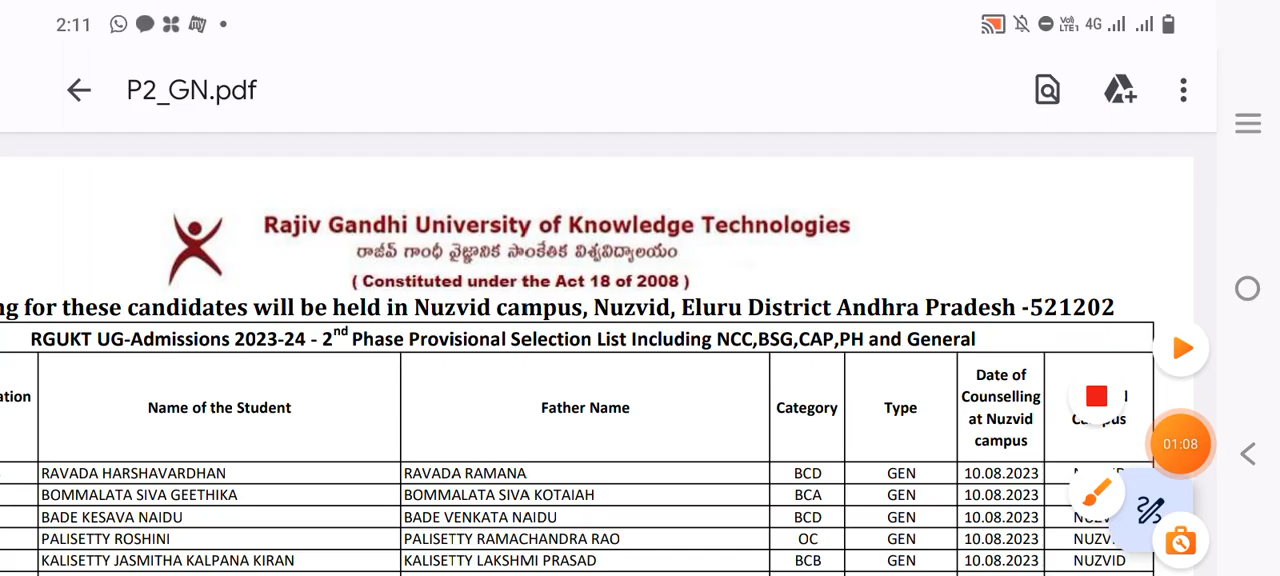 2:11
Vo) LTE1 4G
P2_GN.pdf
Rajiv Gandhi University of Knowledge Technologies
రాజీవ్ గాంధీ వైజ్ఞానిక సాంకేతిక విశ్వవిద్యాలయం
( Constituted under the Act 18 of 2008 )
for these candidates will be held in Nuzvid campus, Nuzvid, Eluru District Andhra Pradesh -521202
RGUKT UG-Admissions 2023-24 - 2nd Phase Provisional Selection List Including NCC,BSG,CAP,PH and General
Name of the Student Father Name Category Type Date of Counselling at Nuzvid campus
RAVADA HARSHAVARDHAN RAVADA RAMANA BCD GEN 10.08.2023
BOMMALATA SIVA GEETHIKA BOMMALATA SIVA KOTAIAH BCA GEN 10.08.2023
BADE KESAVA NAIDU BADE VENKATA NAIDU BCD GEN 10.08.2023
PALISETTY ROSHINI PALISETTY RAMACHANDRA RAO OC GEN 10.08.2023
KALISETTY JASMITHA KALPANA KIRAN KALISETTY LAKSHMI PRASAD BCB GEN 10.08.2023 NUZVID
01:08